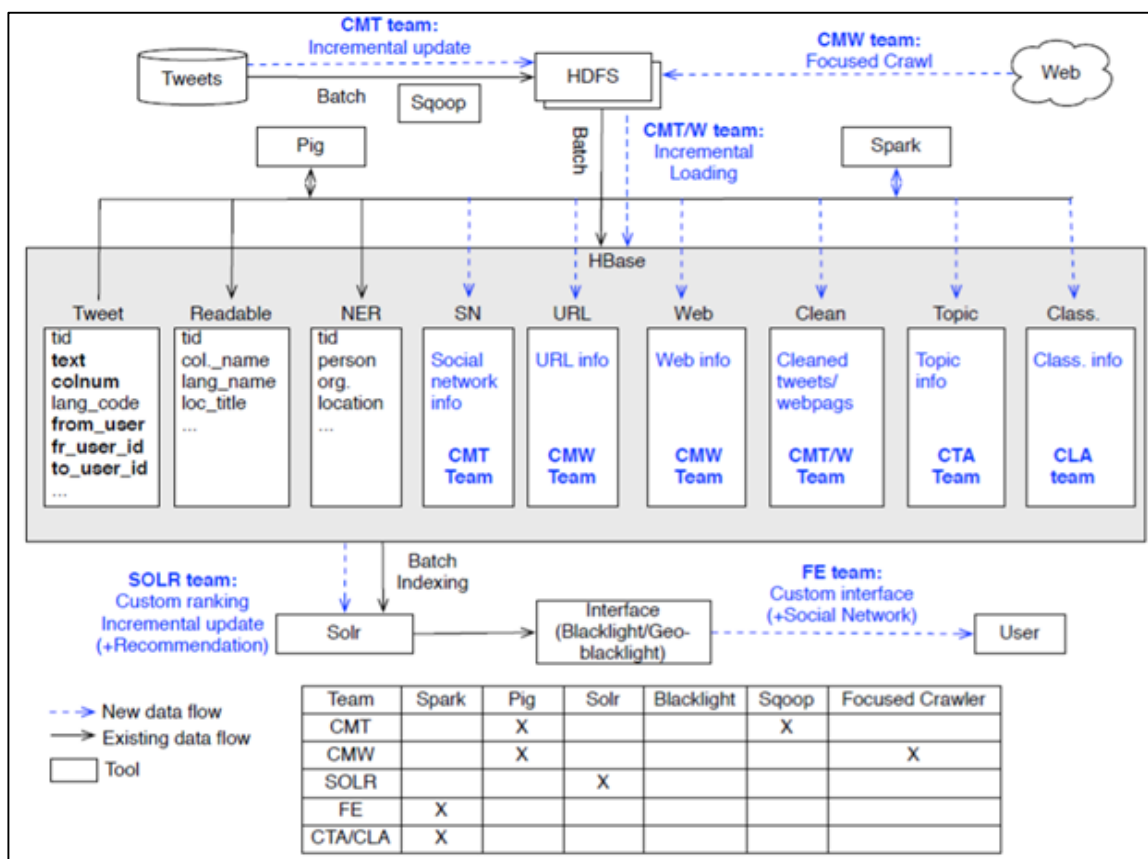 CMT team:
Incremental update
CMW team:
Focused Crawl
Tweets
HDFS
Web
Batch
Sqoop
Pig
Batch
CMT/W team:
Incremental
Loading
Spark
HBase
Tweet
tid
text
colnum
lang_code
from_user
fr_user_id
to_user_id
...
Readable
tid
col._name
lang_name
loc_title
...
NER
tid
person
org.
location
...
SN
Social
network
info
CMT
Team
URL
URL info
CMW
Team
Web
Web info
CMW
Team
Clean
Cleaned
tweets/
webpags
CMT/W
Team
Topic
Topic
info
CTA
Team
Class.
Class. info
CLA
team
SOLR team:
Custom ranking
Incremental update
(+Recommendation)
Batch
Indexing
Solr
Interface
(Blacklight/Geo-
blacklight)
FE team:
Custom interface
(+Social Network)
User
New data flow
Existing data flow
Tool
Team Spark Pig Solr Blacklight Sqoop Focused Crawler
CMT X X
CMW X X
SOLR X
FE X
CTA/CLA X